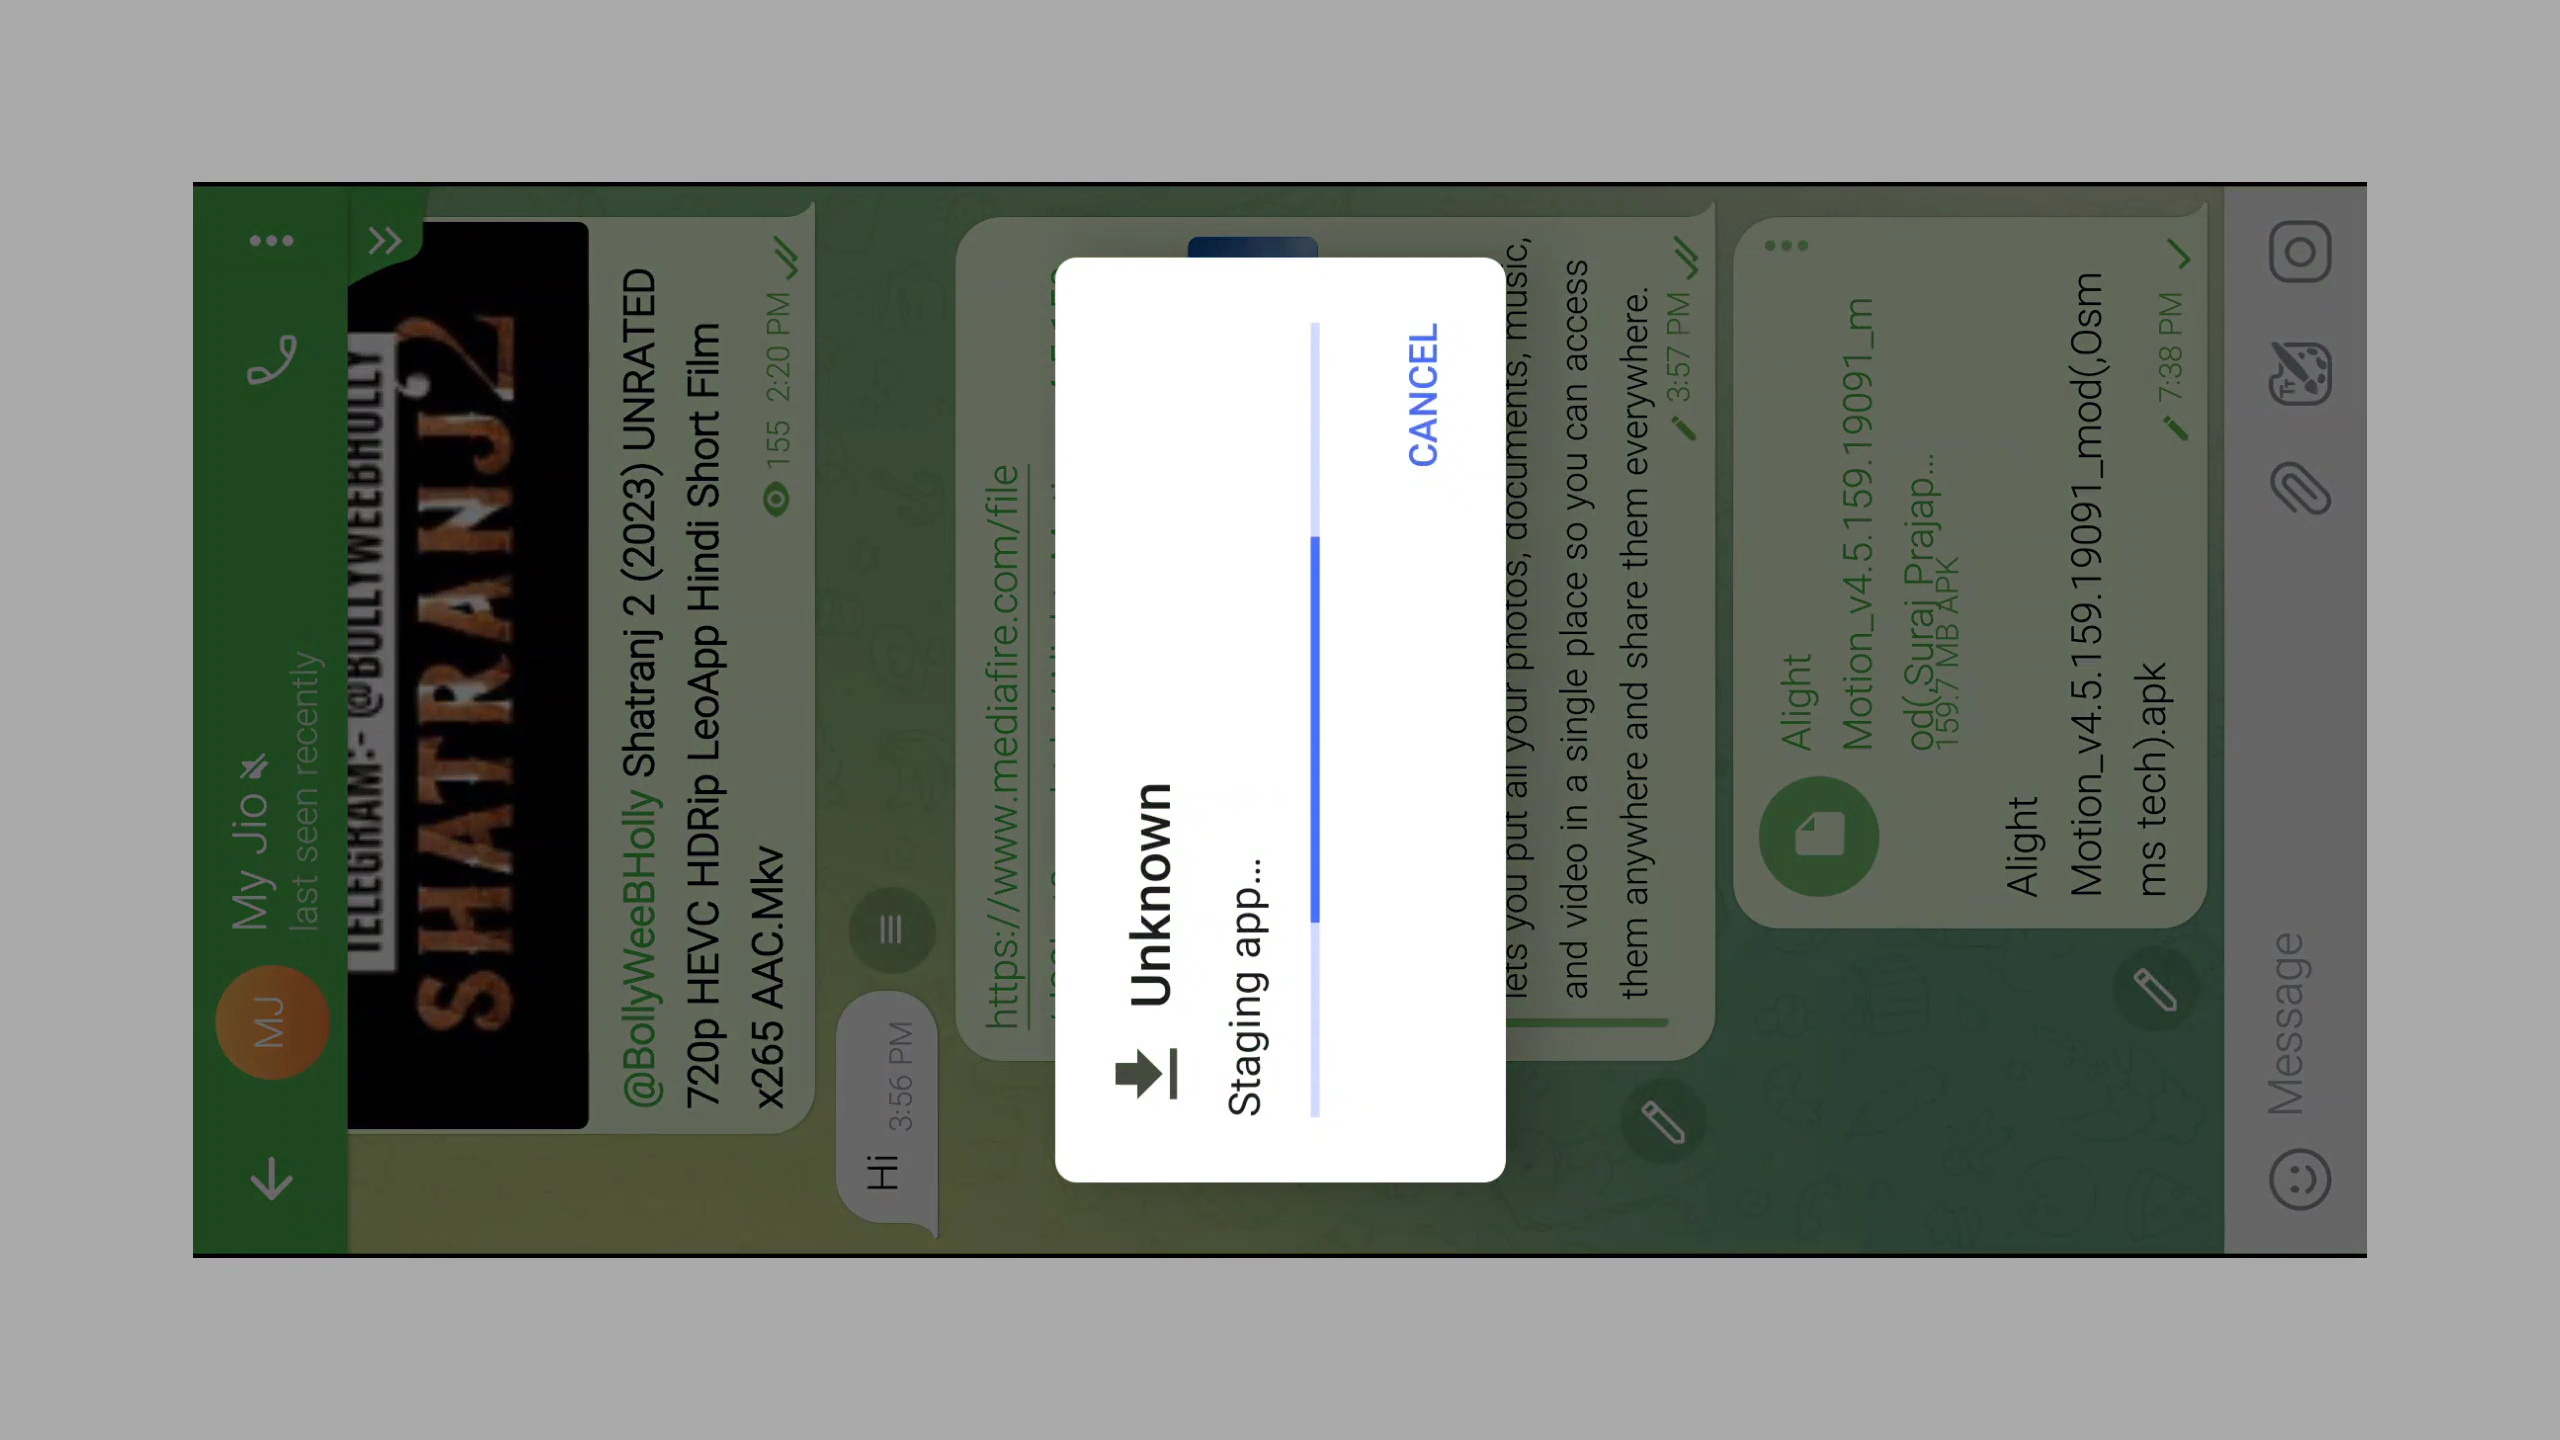 My Jio
last seen recently
MJ
TELEGRAM:- @BOLLYWEEBHOLLY
SHATRANJ 2
@BollyWeeBHolly Shatranj 2 (2023) UNRATED
720p HEVC HDRip LeoApp Hindi Short Film
x265 AAC.Mkv
155 2:20 PM
Hi 3:56 PM
https://www.mediafire.com/file
Unknown
Staging app...
CANCEL
lets you put all your photos, documents, music,
and video in a single place so you can access
them anywhere and share them everywhere.
3:57 PM
Alight
Motion_v4.5.159.19091_m
od(,Suraj Prajap...
159.7 MB APK
Alight
Motion_v4.5.159.19091_mod(,Osm
ms tech).apk
7:38 PM
Message